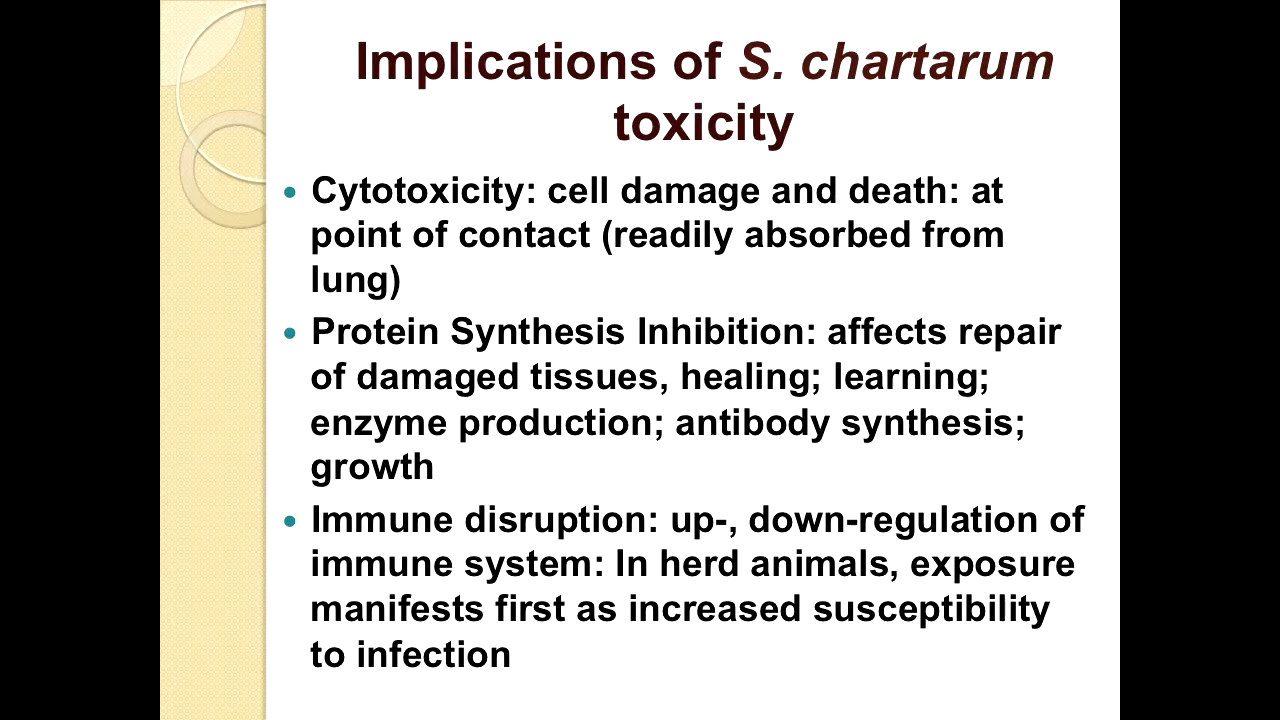 Implications of S. chartarum
toxicity
• Cytotoxicity: cell damage and death: at
point of contact (readily absorbed from
lung)
• Protein Synthesis Inhibition: affects repair
of damaged tissues, healing; learning;
enzyme production; antibody synthesis;
growth
• Immune disruption: up-, down-regulation of
immune system: In herd animals, exposure
manifests first as increased susceptibility
to infection